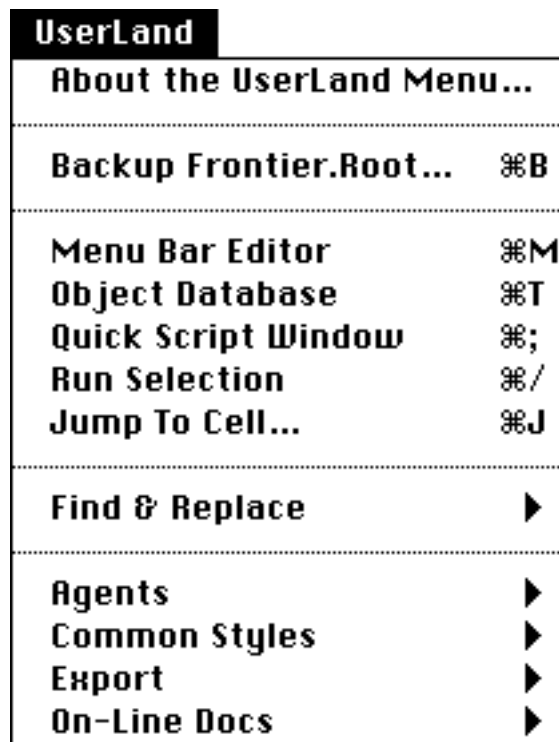 UserLand
About the UserLand Menu...
Backup Frontier.Root... ⌘B
Menu Bar Editor ⌘M
Object Database ⌘T
Quick Script Window ⌘;
Run Selection ⌘/
Jump To Cell... ⌘J
Find & Replace ▶
Agents ▶
Common Styles ▶
Export ▶
On-Line Docs ▶